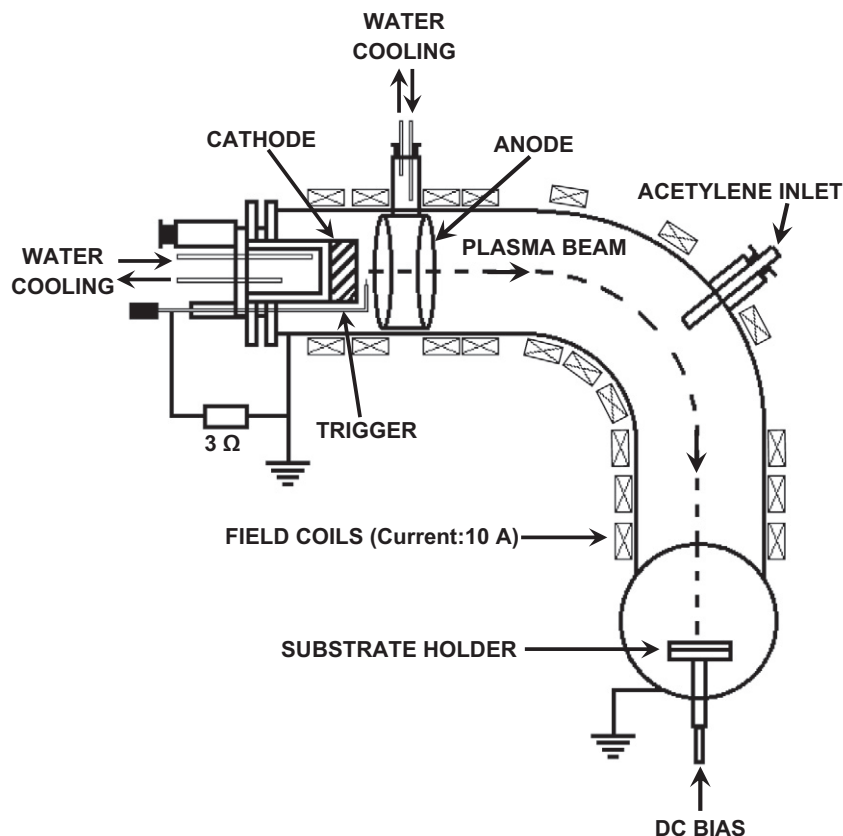 WATER
COOLING
CATHODE
ANODE
ACETYLENE INLET
PLASMA BEAM
WATER
COOLING
TRIGGER
3 Ω
FIELD COILS (Current:10 A)
SUBSTRATE HOLDER
DC BIAS